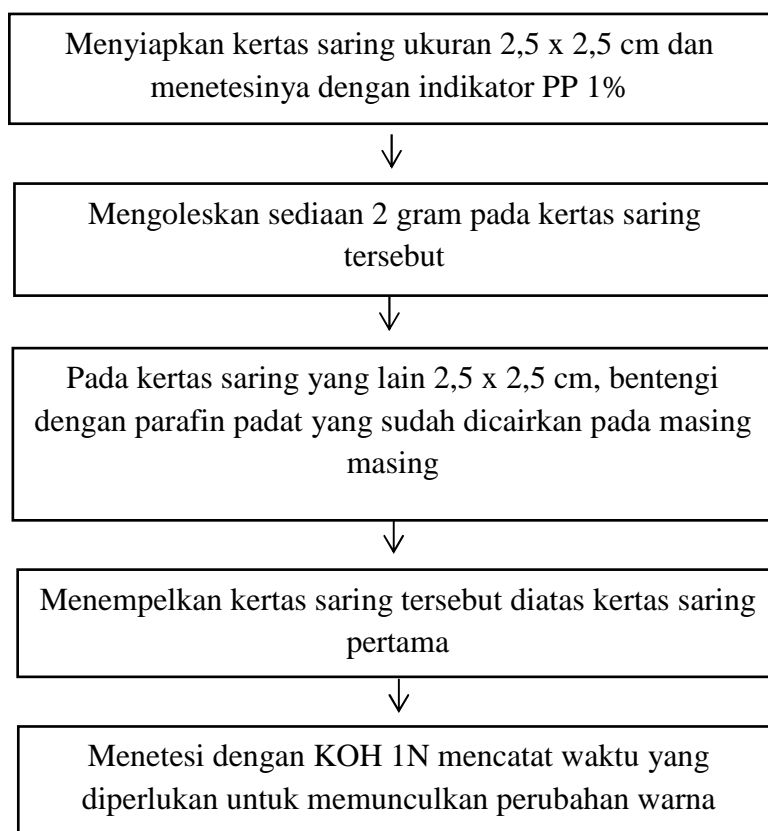 Menyiapkan kertas saring ukuran 2,5 x 2,5 cm dan
menetesinya dengan indikator PP 1%
Mengoleskan sediaan 2 gram pada kertas saring
tersebut
Pada kertas saring yang lain 2,5 x 2,5 cm, bentengi
dengan parafin padat yang sudah dicairkan pada masing
masing
Menempelkan kertas saring tersebut diatas kertas saring
pertama
Menetesi dengan KOH 1N mencatat waktu yang
diperlukan untuk memunculkan perubahan warna